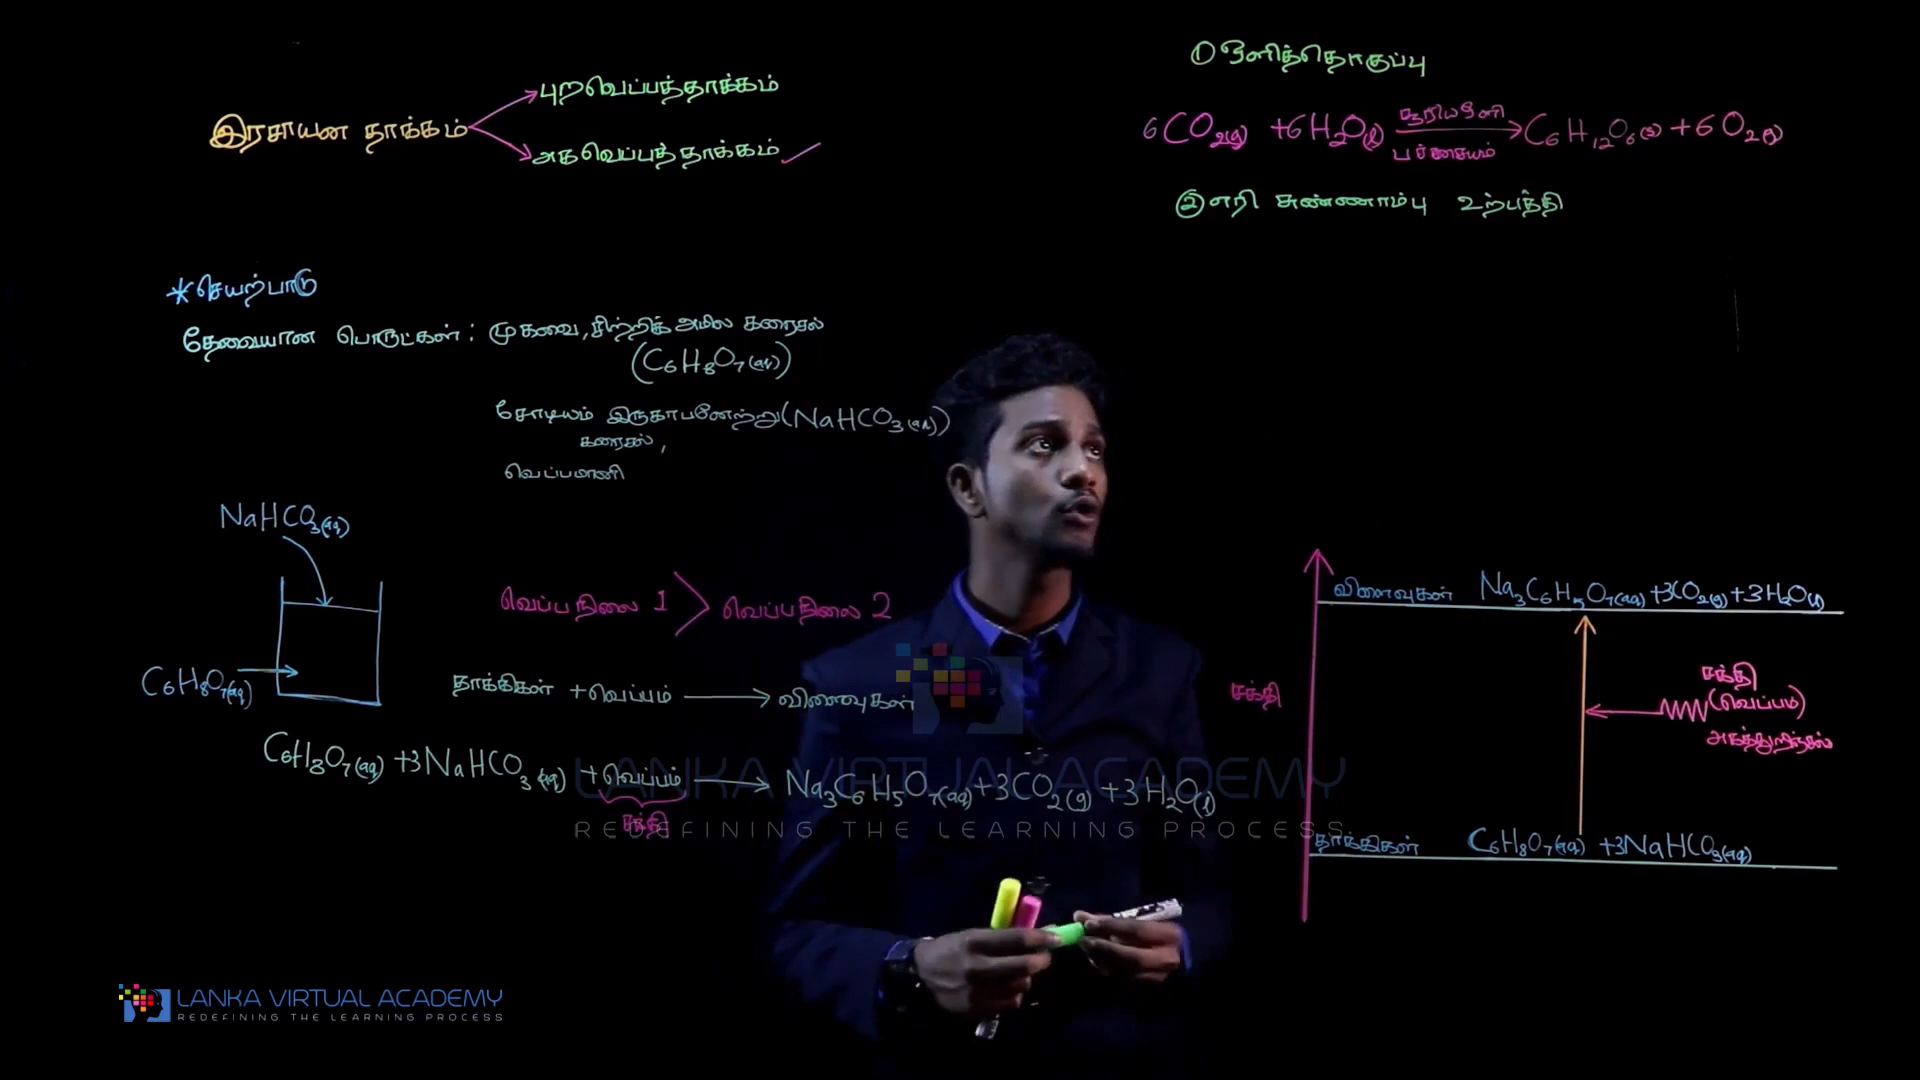 இரசாயன தாக்கம்
புறவெப்பத்தாக்கம்
அகவெப்பத்தாக்கம்
① ஒளித்தொகுப்பு
6CO₂(g) +6H₂O(l) ⟶ C₆H₁₂O₆(s) +6O₂(g)
சூரியஒளி
பச்சையம்
② எரி சுண்ணாம்பு உற்பத்தி
*செயற்பாடு
தேவையான பொருட்கள் : முகவை, சிற்றிக் அமில கரைசல்
(C₆H₈O₇(aq))
சோடியம் இருகாபனேற்று (NaHCO₃(aq))
கரைசல்,
வெப்பமானி
NaHCO₃(aq)
C₆H₈O₇(aq)
வெப்பநிலை 1 > வெப்பநிலை 2
தாக்கிகள் + வெப்பம் ⟶ விளைவுகள்
C₆H₈O₇(aq) +3NaHCO₃(aq) + வெப்பம் ⟶ Na₃C₆H₅O₇(aq)+3CO₂(g) +3H₂O(l)
சக்தி
சக்தி
விளைவுகள் Na₃C₆H₅O₇(aq) +3CO₂(g)+3H₂O(l)
சக்தி
(வெப்பம்)
அகத்துறிஞ்சல்
தாக்கிகள் C₆H₈O₇(aq) +3NaHCO₃(aq)
LANKA VIRTUAL ACADEMY
REDEFINING THE LEARNING PROCESS
LANKA VIRTUAL ACADEMY
REDEFINING THE LEARNING PROCESS